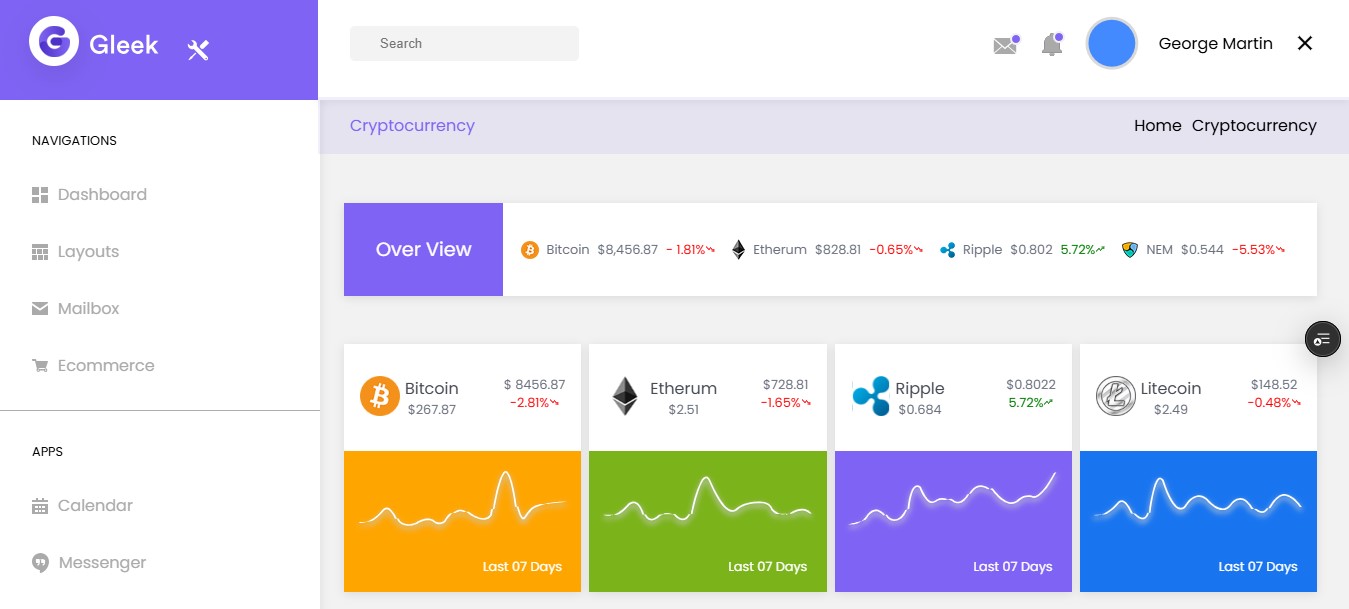 Gleek
Search
George Martin
NAVIGATIONS
Dashboard
Layouts
Mailbox
Ecommerce
APPS
Calendar
Messenger
Cryptocurrency
Home Cryptocurrency
Over View
Bitcoin $8,456.87 - 1.81%
Etherum $828.81 -0.65%
Ripple $0.802 5.72%
NEM $0.544 -5.53%
Bitcoin $ 8456.87
$267.87 -2.81%
Last 07 Days
Etherum $728.81
$2.51 -1.65%
Last 07 Days
Ripple $0.8022
$0.684 5.72%
Last 07 Days
Litecoin $148.52
$2.49 -0.48%
Last 07 Days